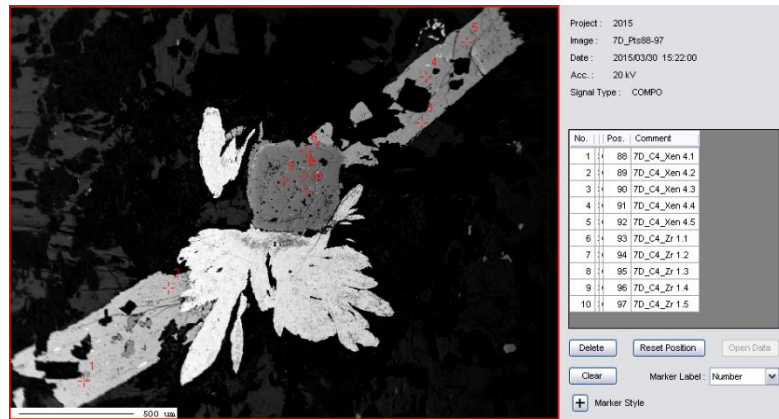 Project : 2015
Image : 7D_Pts88-97
Date : 2015/03/30 15:22:00
Acc. : 20 kV
Signal Type : COMPO
No. Pos. Comment
1 88 7D_C4_Xen 4.1
2 89 7D_C4_Xen 4.2
3 90 7D_C4_Xen 4.3
4 91 7D_C4_Xen 4.4
5 92 7D_C4_Xen 4.5
6 93 7D_C4_Zr 1.1
7 94 7D_C4_Zr 1.2
8 95 7D_C4_Zr 1.3
9 96 7D_C4_Zr 1.4
10 97 7D_C4_Zr 1.5
Delete Reset Position Open Data
Clear Marker Label : Number
+ Marker Style
5
4
3
2
1
500 um